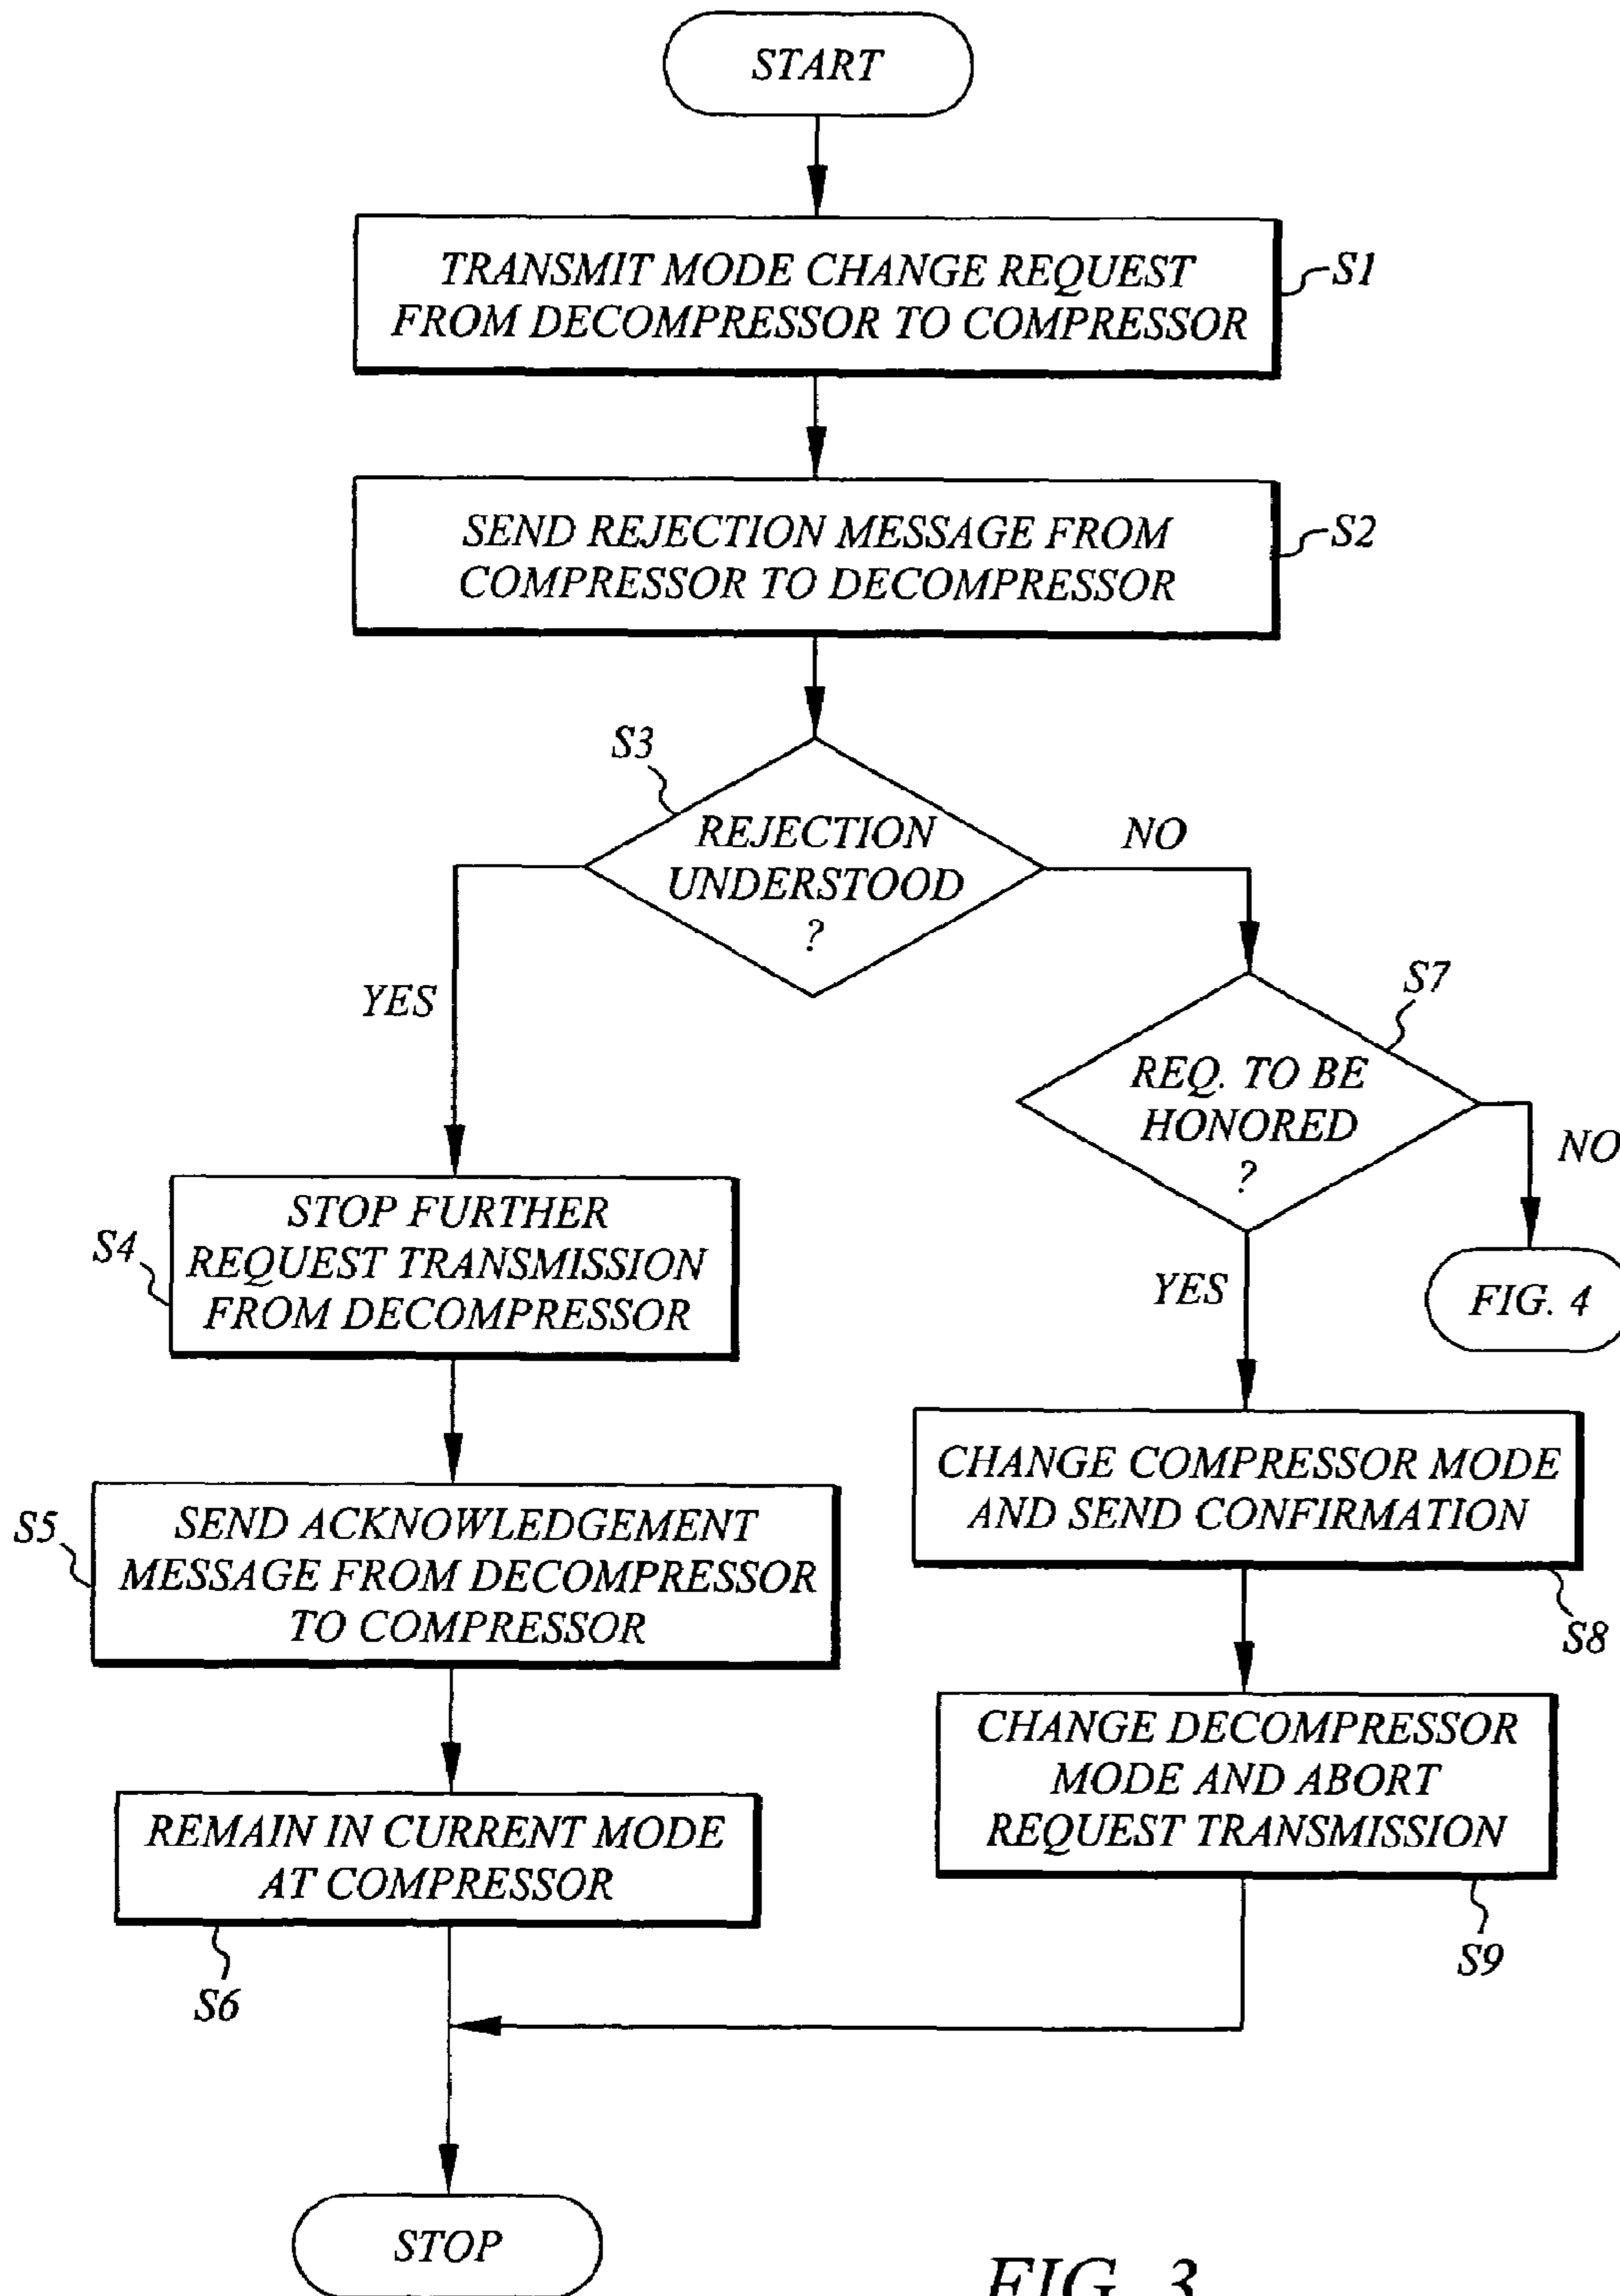 START
TRANSMIT MODE CHANGE REQUEST
FROM DECOMPRESSOR TO COMPRESSOR
S1
SEND REJECTION MESSAGE FROM
COMPRESSOR TO DECOMPRESSOR
S2
S3
REJECTION
UNDERSTOOD
?
NO
YES
S7
REQ. TO BE
HONORED
?
NO
YES
FIG. 4
S4
STOP FURTHER
REQUEST TRANSMISSION
FROM DECOMPRESSOR
CHANGE COMPRESSOR MODE
AND SEND CONFIRMATION
S8
S5
SEND ACKNOWLEDGEMENT
MESSAGE FROM DECOMPRESSOR
TO COMPRESSOR
CHANGE DECOMPRESSOR
MODE AND ABORT
REQUEST TRANSMISSION
S9
REMAIN IN CURRENT MODE
AT COMPRESSOR
S6
STOP
FIG. 3